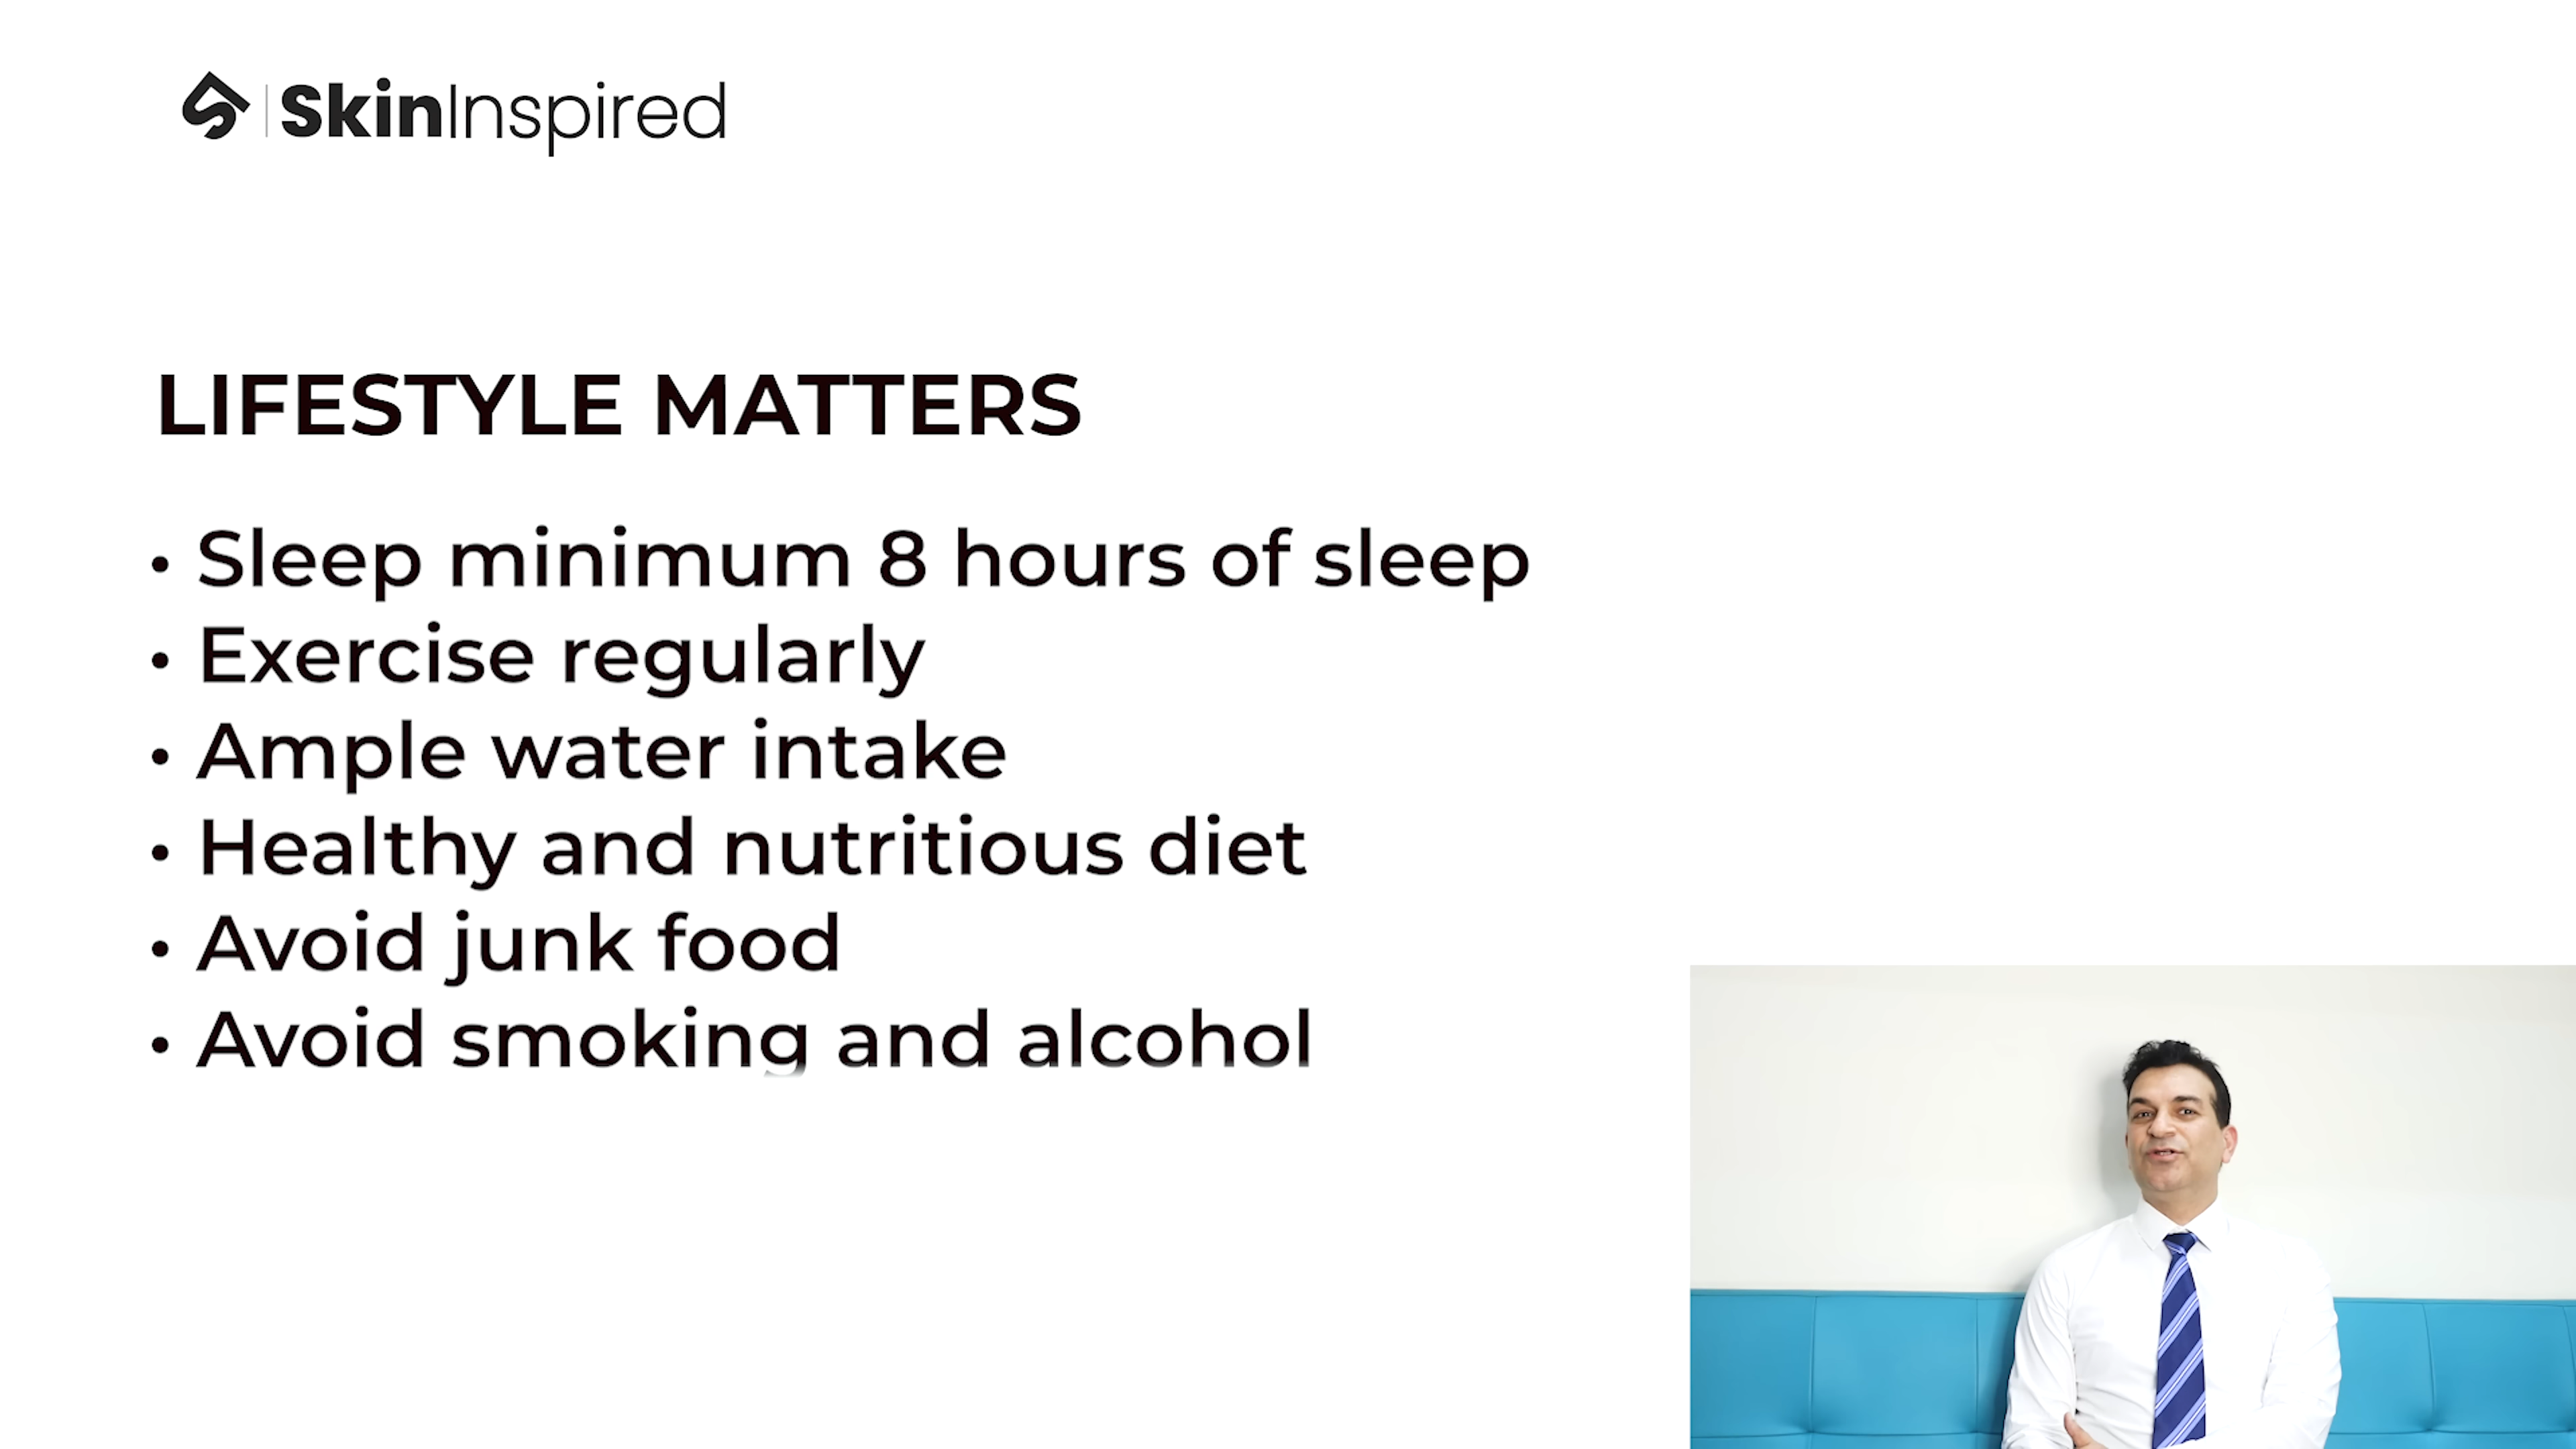 SkinInspired
LIFESTYLE MATTERS
• Sleep minimum 8 hours of sleep
• Exercise regularly
• Ample water intake
• Healthy and nutritious diet
• Avoid junk food
• Avoid smoking and alcohol